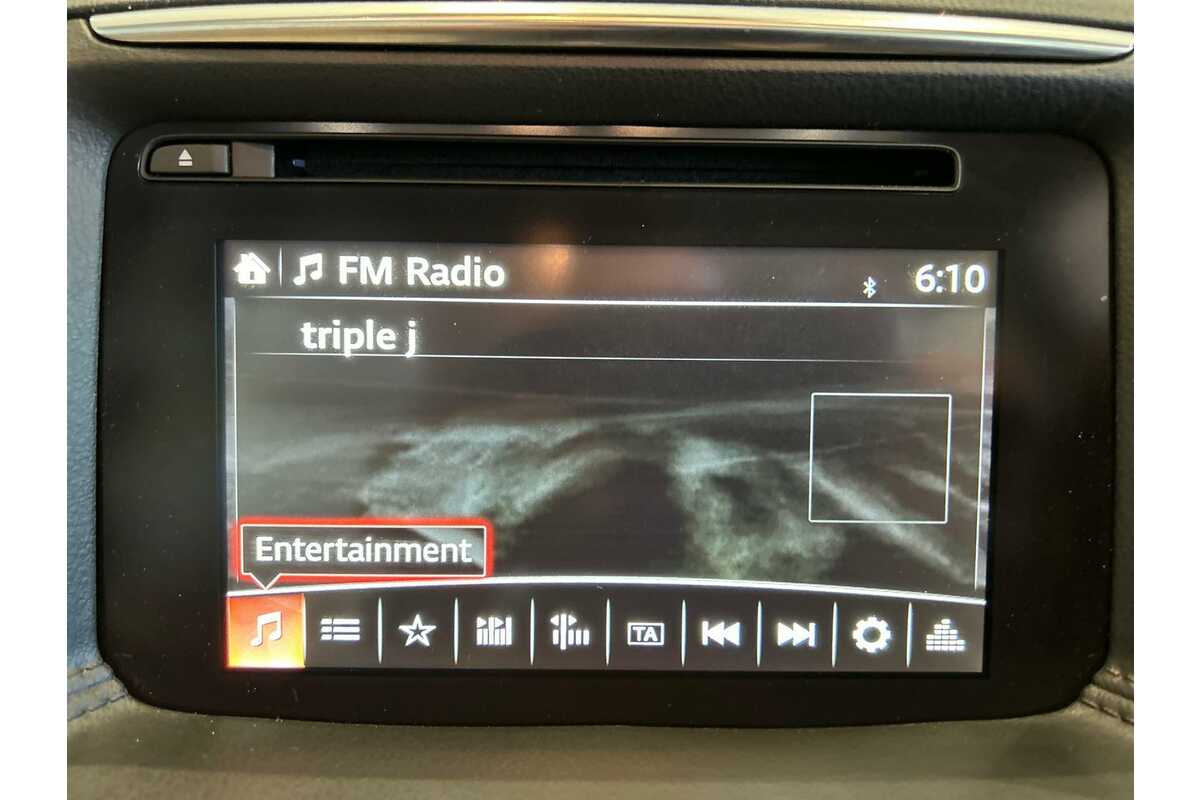 FM Radio 6:10
triple j
Entertainment
TA